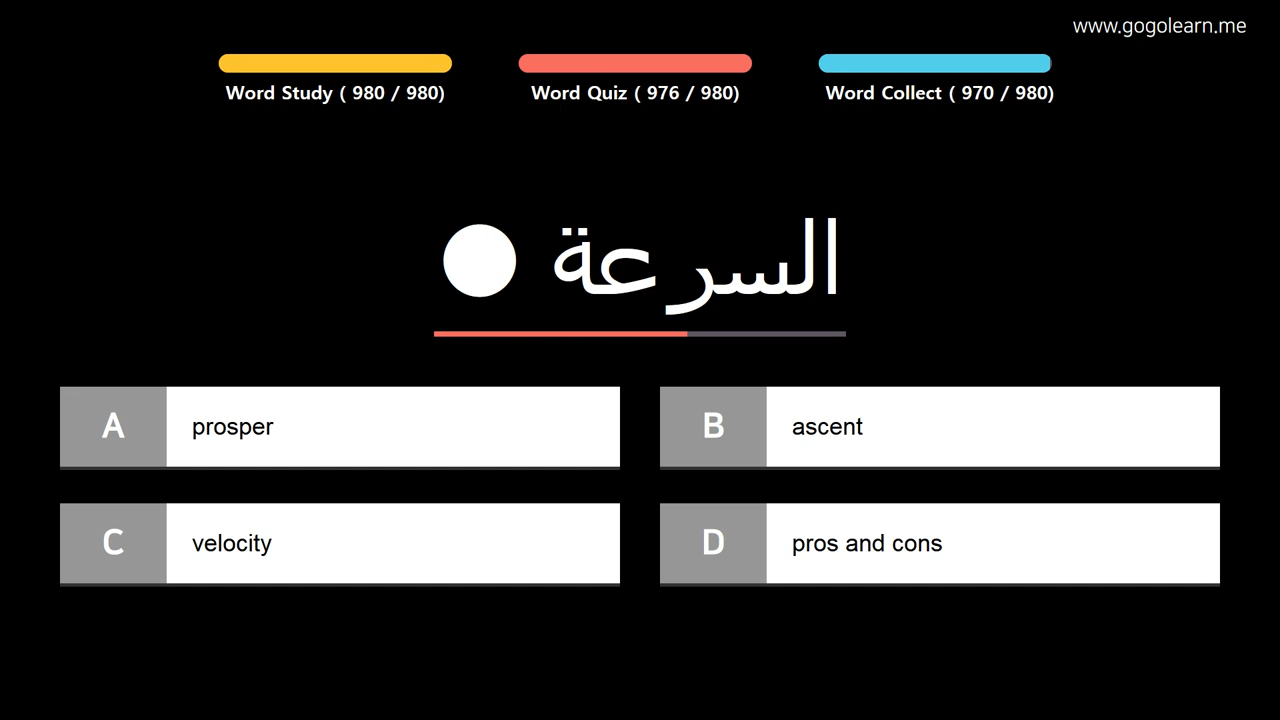 www.gogolearn.me
Word Study ( 980 / 980)
Word Quiz ( 976 / 980)
Word Collect ( 970 / 980)
السرعة ●
A prosper
B ascent
C velocity
D pros and cons